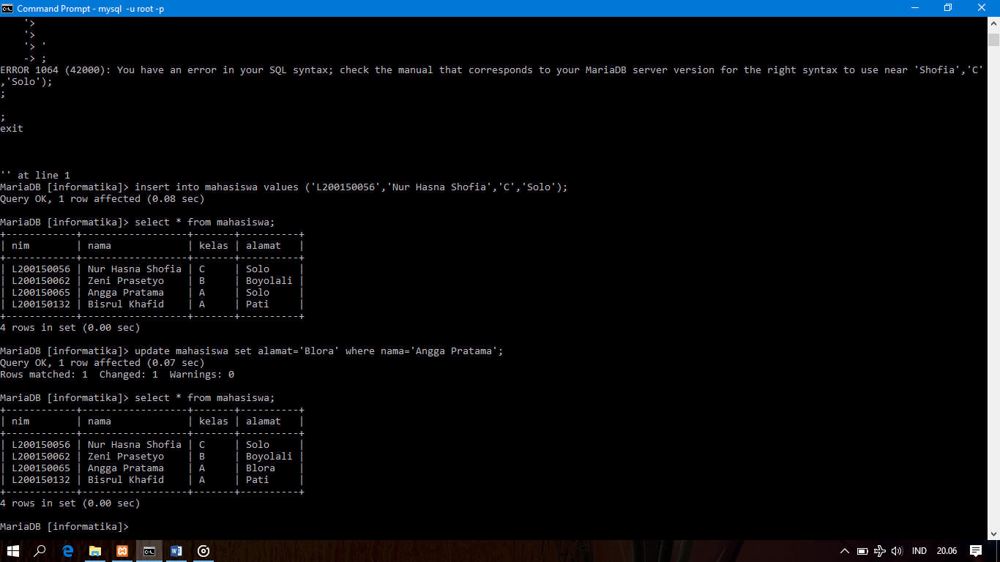 Command Prompt - mysql -u root -p
'>
'>
'> '
-> ;
ERROR 1064 (42000): You have an error in your SQL syntax; check the manual that corresponds to your MariaDB server version for the right syntax to use near 'Shofia','C'
,'Solo');
;
;
exit
'' at line 1
MariaDB [informatika]> insert into mahasiswa values ('L200150056','Nur Hasna Shofia','C','Solo');
Query OK, 1 row affected (0.08 sec)
MariaDB [informatika]> select * from mahasiswa;
+------------+------------------+-------+----------+
| nim        | nama             | kelas | alamat   |
+------------+------------------+-------+----------+
| L200150056 | Nur Hasna Shofia | C     | Solo     |
| L200150062 | Zeni Prasetyo    | B     | Boyolali |
| L200150065 | Angga Pratama    | A     | Solo     |
| L200150132 | Bisrul Khafid    | A     | Pati     |
+------------+------------------+-------+----------+
4 rows in set (0.00 sec)
MariaDB [informatika]> update mahasiswa set alamat='Blora' where nama='Angga Pratama';
Query OK, 1 row affected (0.07 sec)
Rows matched: 1  Changed: 1  Warnings: 0
MariaDB [informatika]> select * from mahasiswa;
+------------+------------------+-------+----------+
| nim        | nama             | kelas | alamat   |
+------------+------------------+-------+----------+
| L200150056 | Nur Hasna Shofia | C     | Solo     |
| L200150062 | Zeni Prasetyo    | B     | Boyolali |
| L200150065 | Angga Pratama    | A     | Blora    |
| L200150132 | Bisrul Khafid    | A     | Pati     |
+------------+------------------+-------+----------+
4 rows in set (0.00 sec)
MariaDB [informatika]>
IND 20.06